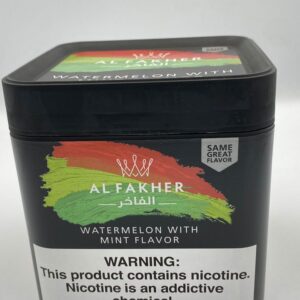 WATERMELON WITH
SAME
GREAT
FLAVOR
AL FAKHER
الفاخر
WATERMELON WITH
MINT FLAVOR
WARNING:
This product contains nicotine.
Nicotine is an addictive
chemical.